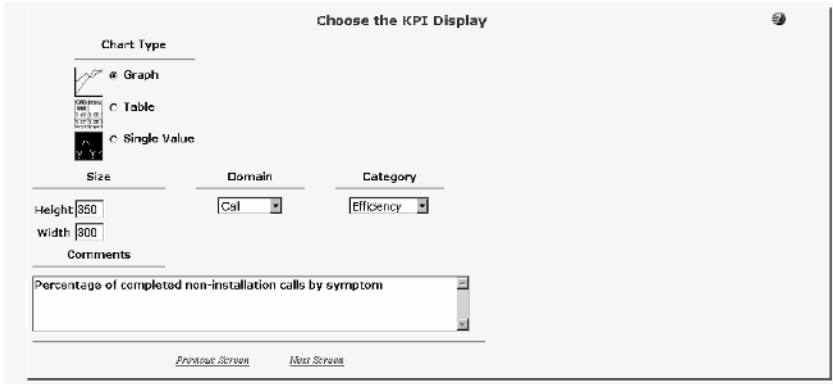 Choose the KPI Display
Chart Type
Graph
Table
Single Value
Size Domain Category
Height 350 Call Efficiency
Width 300
Comments
Percentage of completed non-installation calls by symptom
Previous Screen Next Screen